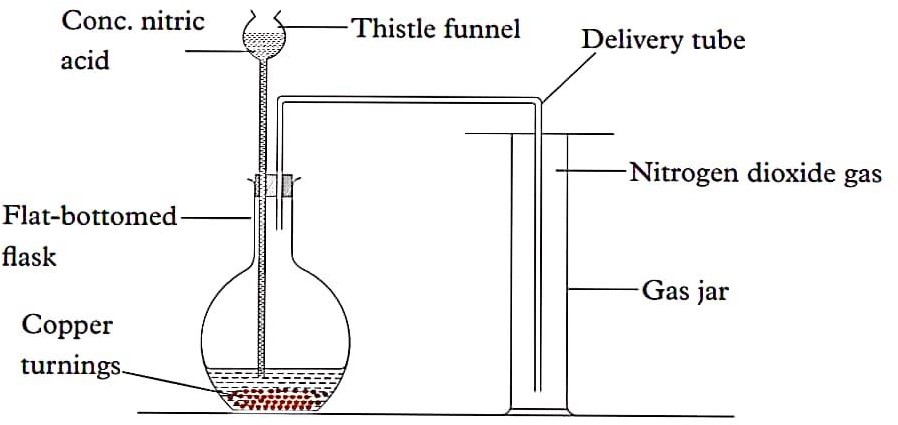 Conc. nitric
acid
Thistle funnel
Delivery tube
Nitrogen dioxide gas
Flat-bottomed
flask
Gas jar
Copper
turnings